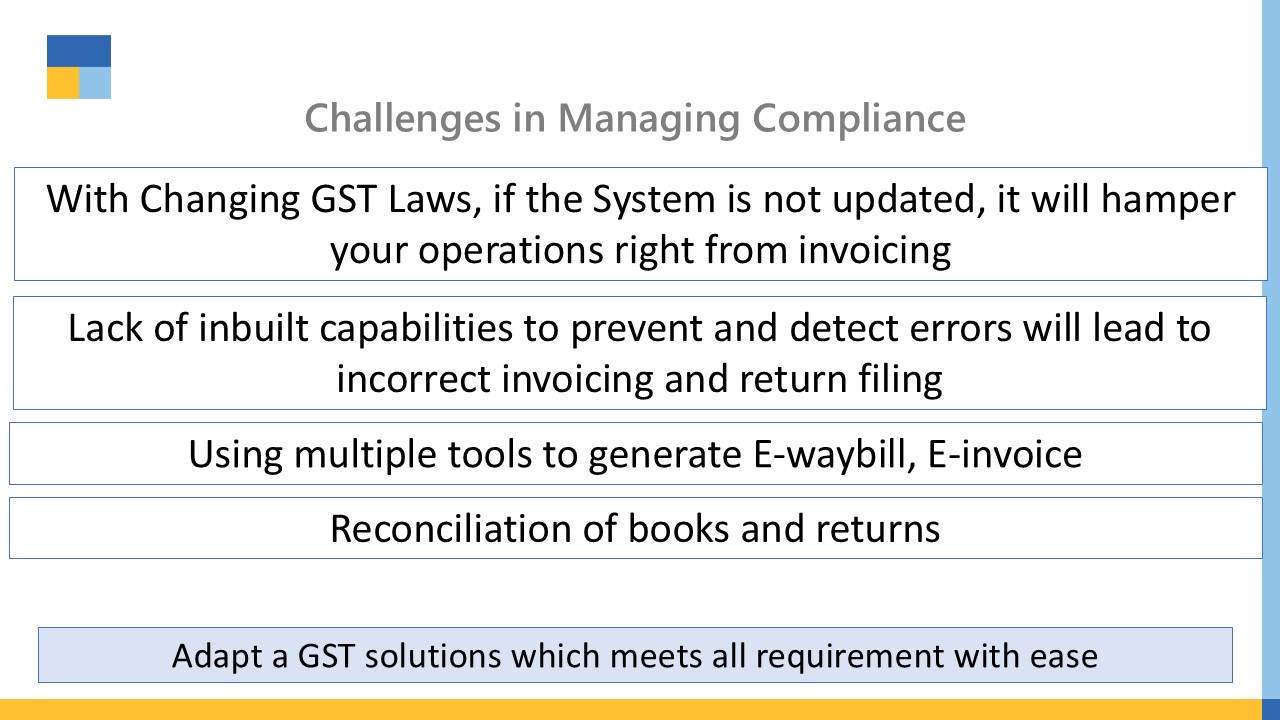 Challenges in Managing Compliance
With Changing GST Laws, if the System is not updated, it will hamper
your operations right from invoicing
Lack of inbuilt capabilities to prevent and detect errors will lead to
incorrect invoicing and return filing
Using multiple tools to generate E-waybill, E-invoice
Reconciliation of books and returns
Adapt a GST solutions which meets all requirement with ease